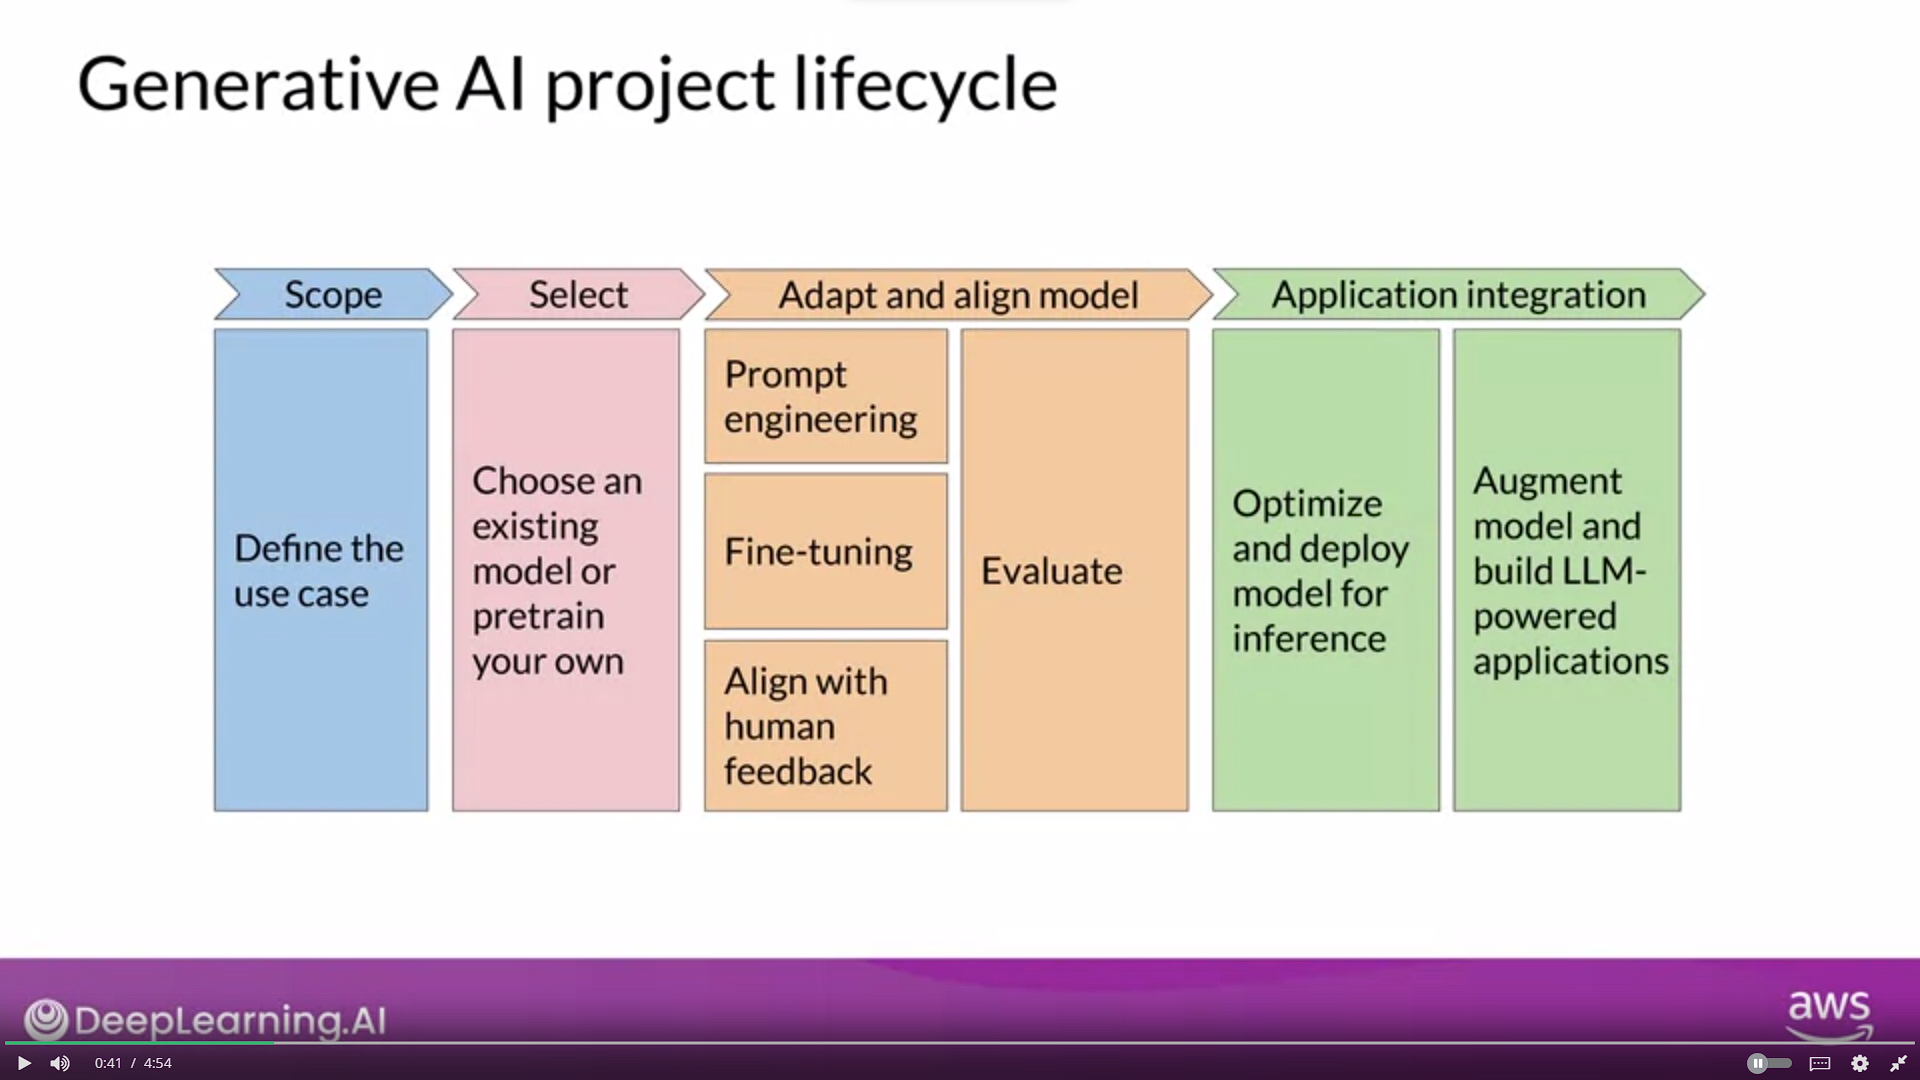 Generative AI project lifecycle
Scope
Select
Adapt and align model
Application integration
Define the
use case
Choose an
existing
model or
pretrain
your own
Prompt
engineering
Fine-tuning
Align with
human
feedback
Evaluate
Optimize
and deploy
model for
inference
Augment
model and
build LLM-
powered
applications
DeepLearning.AI
aws
0:41 / 4:54